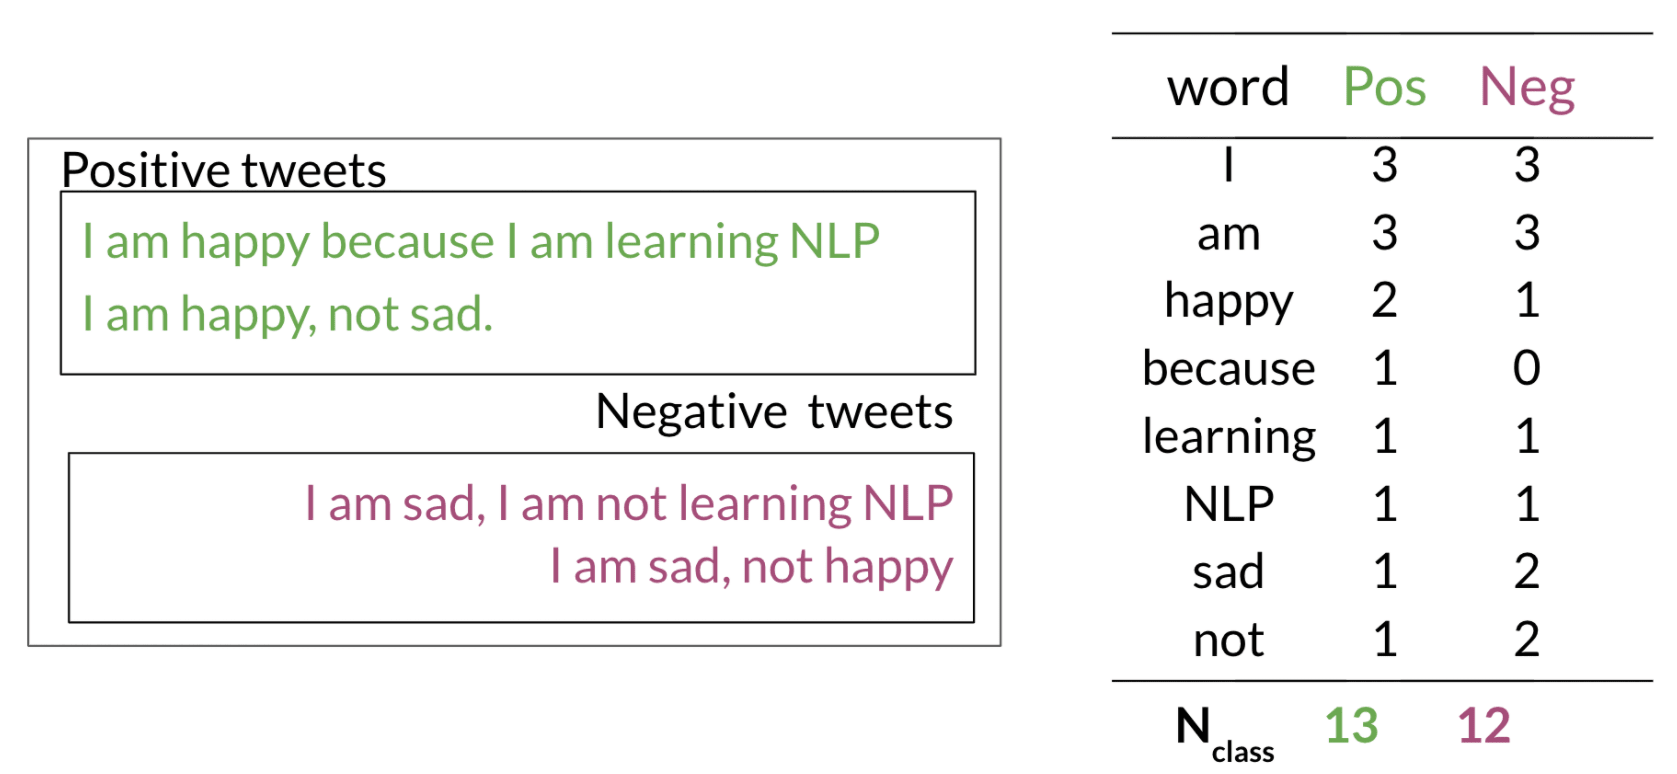 Positive tweets
I am happy because I am learning NLP
I am happy, not sad.
Negative tweets
I am sad, I am not learning NLP
I am sad, not happy
word Pos Neg
I 3 3
am 3 3
happy 2 1
because 1 0
learning 1 1
NLP 1 1
sad 1 2
not 1 2
Nclass 13 12